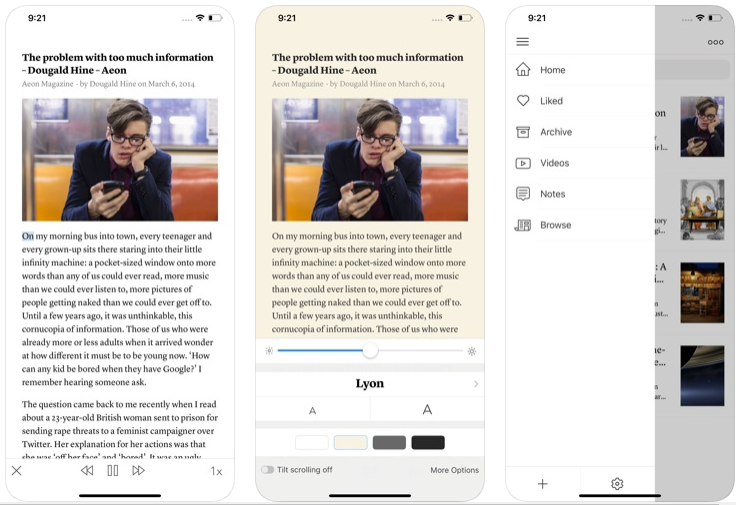 9:21
The problem with too much information
– Dougald Hine – Aeon
Aeon Magazine - by Dougald Hine on March 6, 2014
On my morning bus into town, every teenager and
every grown-up sits there staring into their little
infinity machine: a pocket-sized window onto more
words than any of us could ever read, more music
than we could ever listen to, more pictures of
people getting naked than we could ever get off to.
Until a few years ago, it was unthinkable, this
cornucopia of information. Those of us who were
already more or less adults when it arrived wonder
at how different it must be to be young now. ‘How
can any kid be bored when they have Google?’ I
remember hearing someone ask.
The question came back to me recently when I read
about a 23-year-old British woman sent to prison for
sending rape threats to a feminist campaigner over
Twitter. Her explanation for her actions was that
she was ‘off her face’ and ‘bored’. It was an ugly,
1x
9:21
The problem with too much information
– Dougald Hine – Aeon
Aeon Magazine - by Dougald Hine on March 6, 2014
On my morning bus into town, every teenager and
every grown-up sits there staring into their little
infinity machine: a pocket-sized window onto more
words than any of us could ever read, more music
than we could ever listen to, more pictures of
people getting naked than we could ever get off to.
Until a few years ago, it was unthinkable, this
cornucopia of information. Those of us who were
Lyon
A A
Tilt scrolling off More Options
9:21
Home
Liked
Archive
Videos
Notes
Browse
on
r
ir l...
tory
gi...
: A
i...
n
ust...
ne-
e...
n
ar...